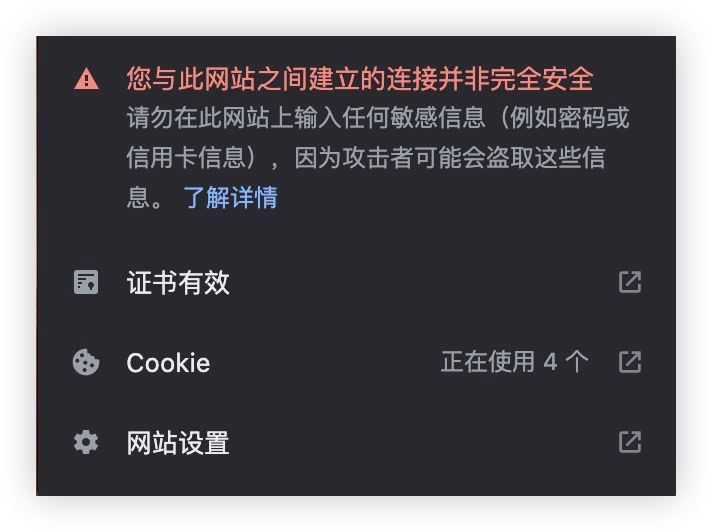 您与此网站之间建立的连接并非完全安全
请勿在此网站上输入任何敏感信息（例如密码或
信用卡信息），因为攻击者可能会盗取这些信
息。 了解详情
证书有效
Cookie 正在使用 4 个
网站设置